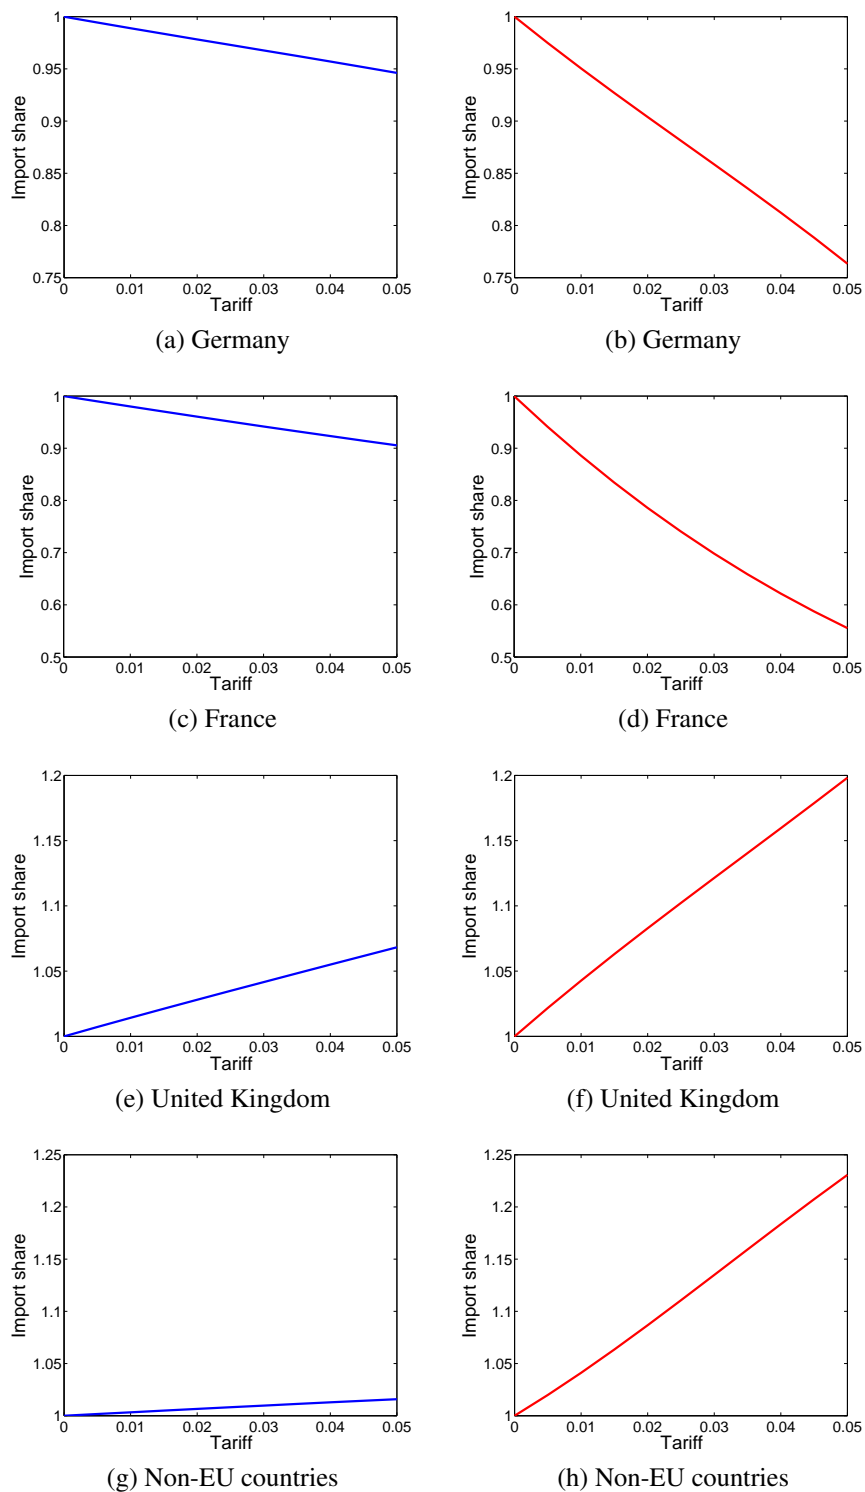 1
0.95
0.9
0.85
0.8
0.75
0 0.01 0.02 0.03 0.04 0.05
Tariff
Import share
(a) Germany
1
0.95
0.9
0.85
0.8
0.75
0 0.01 0.02 0.03 0.04 0.05
Tariff
Import share
(b) Germany
1
0.9
0.8
0.7
0.6
0.5
0 0.01 0.02 0.03 0.04 0.05
Tariff
Import share
(c) France
1
0.9
0.8
0.7
0.6
0.5
0 0.01 0.02 0.03 0.04 0.05
Tariff
Import share
(d) France
1.2
1.15
1.1
1.05
1
0 0.01 0.02 0.03 0.04 0.05
Tariff
Import share
(e) United Kingdom
1.2
1.15
1.1
1.05
1
0 0.01 0.02 0.03 0.04 0.05
Tariff
Import share
(f) United Kingdom
1.25
1.2
1.15
1.1
1.05
1
0 0.01 0.02 0.03 0.04 0.05
Tariff
Import share
(g) Non-EU countries
1.25
1.2
1.15
1.1
1.05
1
0 0.01 0.02 0.03 0.04 0.05
Tariff
Import share
(h) Non-EU countries